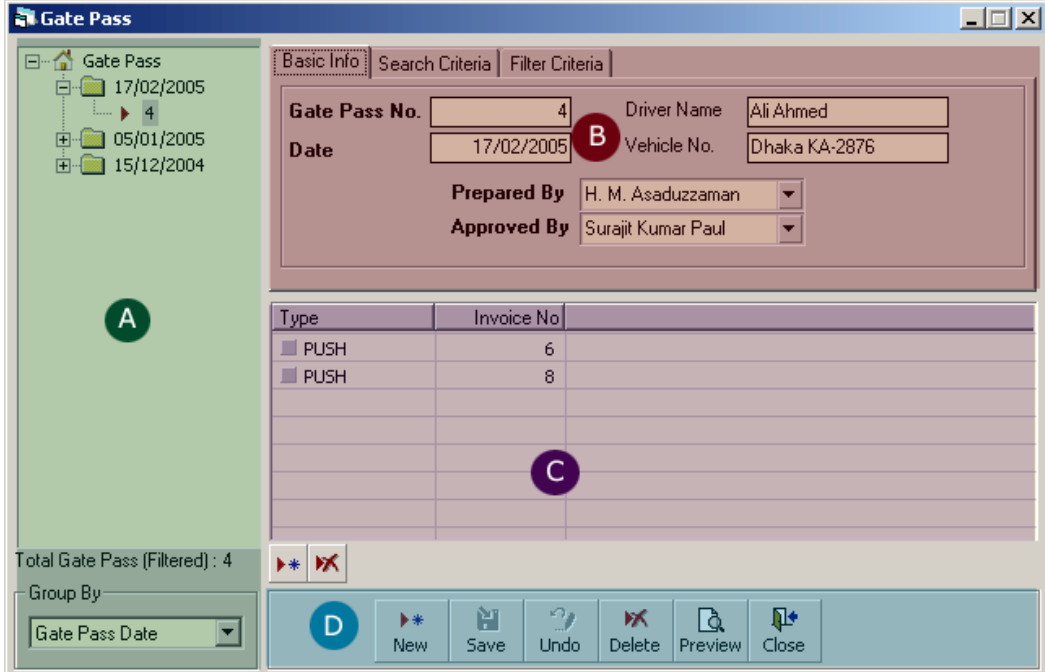 Gate Pass
Gate Pass
17/02/2005
4
05/01/2005
15/12/2004
A
Total Gate Pass (Filtered) : 4
Group By
Gate Pass Date
Basic Info Search Criteria Filter Criteria
Gate Pass No. 4 Driver Name Ali Ahmed
B
Date 17/02/2005 Vehicle No. Dhaka KA-2876
Prepared By H. M. Asaduzzaman
Approved By Surajit Kumar Paul
Type Invoice No
PUSH 6
PUSH 8
C
D
New Save Undo Delete Preview Close